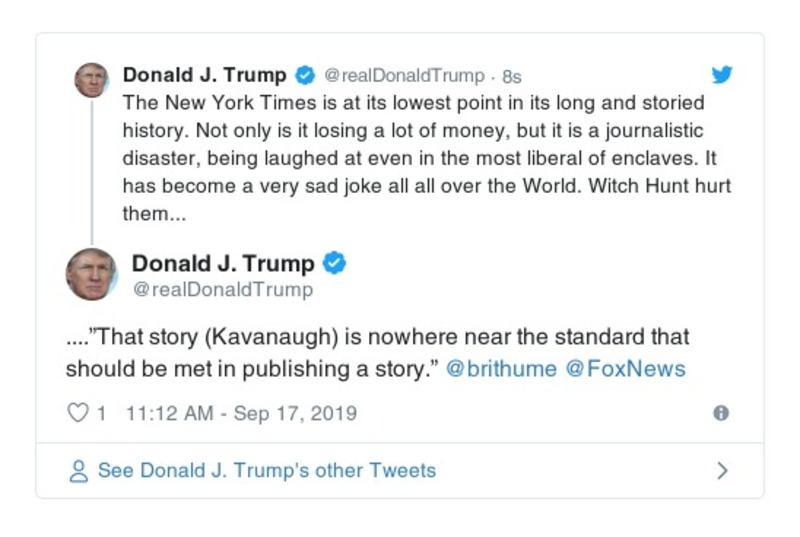 Donald J. Trump @realDonaldTrump · 8s
The New York Times is at its lowest point in its long and storied
history. Not only is it losing a lot of money, but it is a journalistic
disaster, being laughed at even in the most liberal of enclaves. It
has become a very sad joke all all over the World. Witch Hunt hurt
them...
Donald J. Trump
@realDonaldTrump
....”That story (Kavanaugh) is nowhere near the standard that
should be met in publishing a story.” @brithume @FoxNews
1 11:12 AM - Sep 17, 2019
See Donald J. Trump's other Tweets